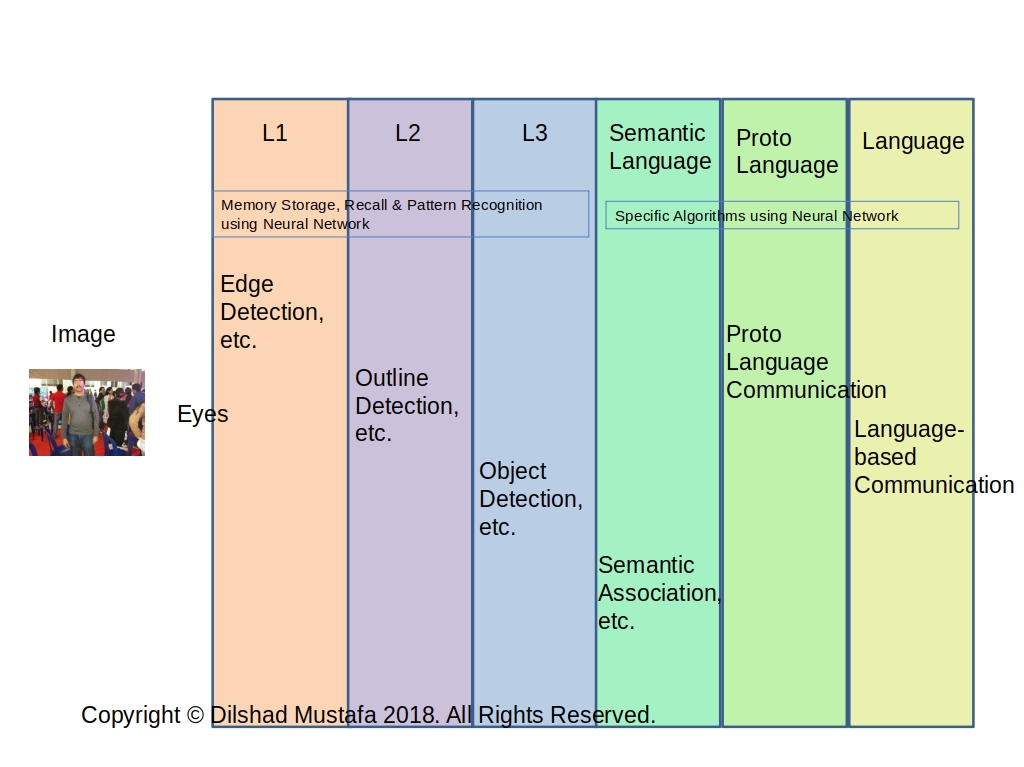 L1
L2
L3
Semantic
Language
Proto
Language
Language
Memory Storage, Recall & Pattern Recognition
using Neural Network
Specific Algorithms using Neural Network
Edge
Detection,
etc.
Image
Eyes
Outline
Detection,
etc.
Object
Detection,
etc.
Semantic
Association,
etc.
Proto
Language
Communication
Language-
based
Communication
Copyright © Dilshad Mustafa 2018. All Rights Reserved.